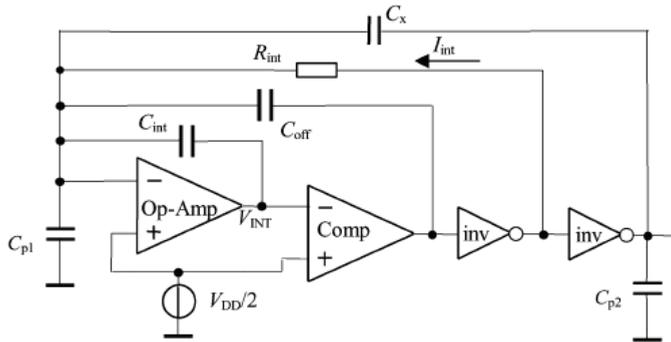 Cx
Rint
Iint
Cint
Coff
−
Op-Amp
+
VINT
−
Comp
+
inv
inv
Cp1
VDD/2
Cp2